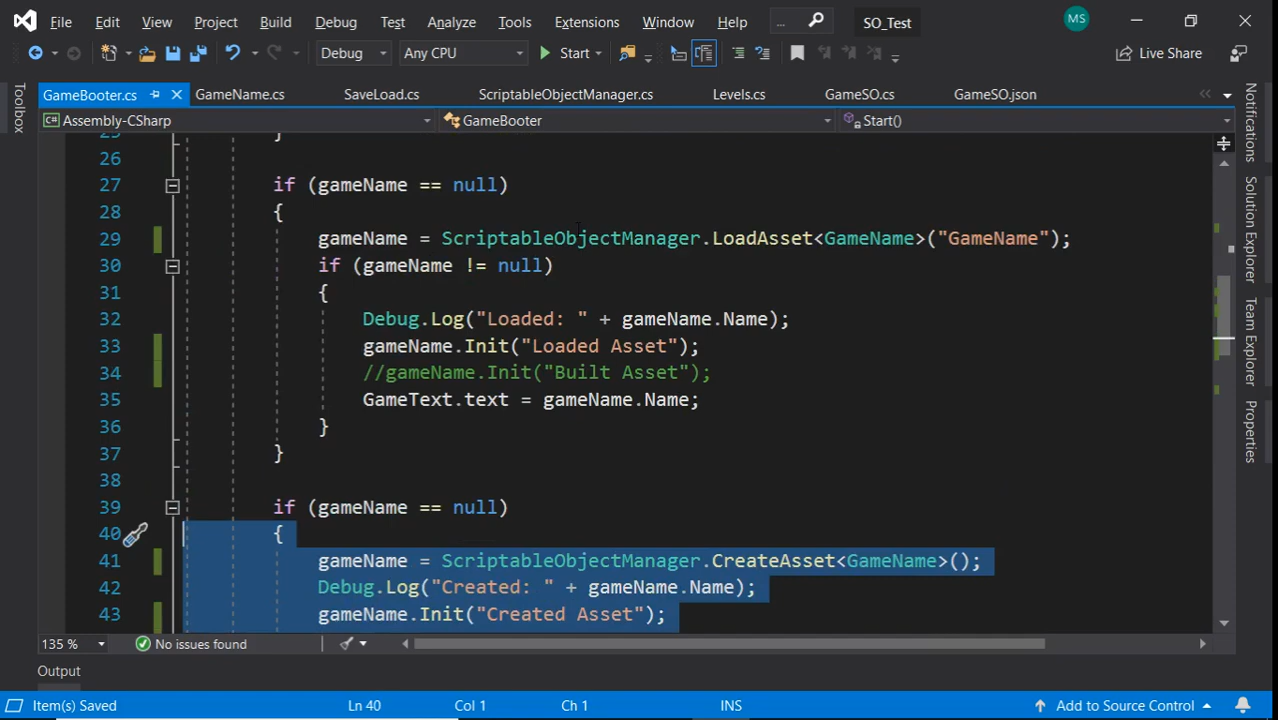 File Edit View Project Build Debug Test Analyze Tools Extensions Window Help ... SO_Test MS
Debug Any CPU Start Live Share
GameBooter.cs GameName.cs SaveLoad.cs ScriptableObjectManager.cs Levels.cs GameSO.cs GameSO.json
Assembly-CSharp GameBooter Start()
Toolbox
Notifications
Solution Explorer
Team Explorer
Properties
25 }
26
27 if (gameName == null)
28 {
29 gameName = ScriptableObjectManager.LoadAsset<GameName>("GameName");
30 if (gameName != null)
31 {
32 Debug.Log("Loaded: " + gameName.Name);
33 gameName.Init("Loaded Asset");
34 //gameName.Init("Built Asset");
35 GameText.text = gameName.Name;
36 }
37 }
38
39 if (gameName == null)
40 {
41 gameName = ScriptableObjectManager.CreateAsset<GameName>();
42 Debug.Log("Created: " + gameName.Name);
43 gameName.Init("Created Asset");
135 % No issues found
Output
Item(s) Saved Ln 40 Col 1 Ch 1 INS Add to Source Control